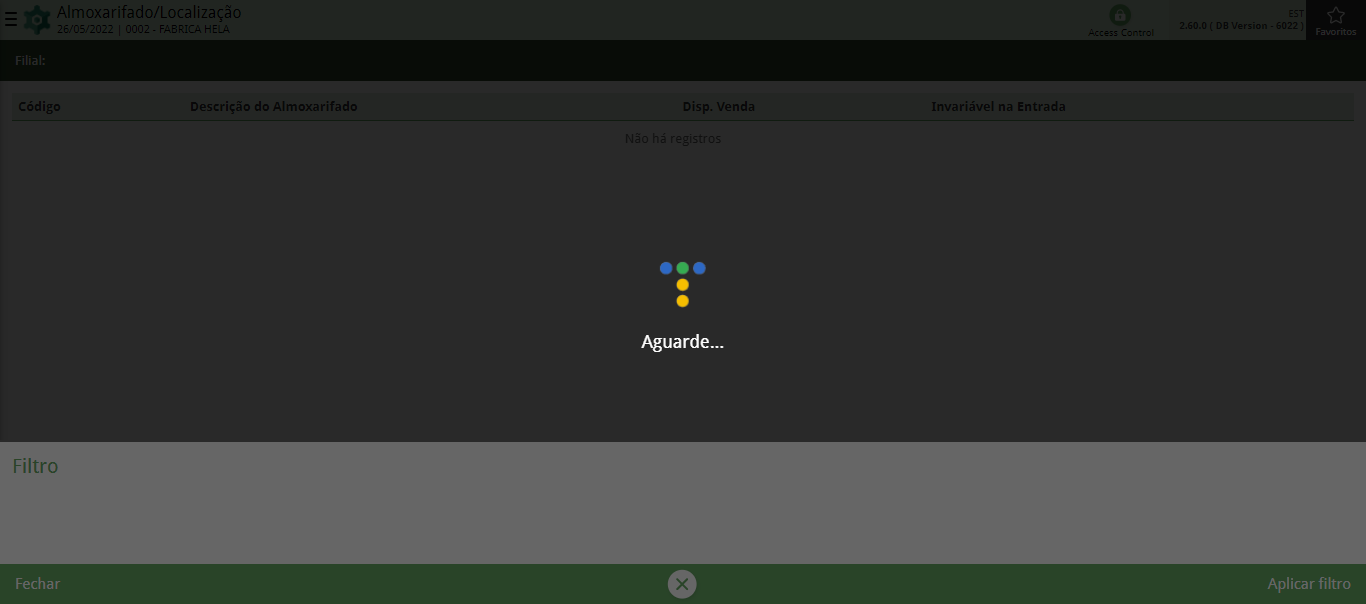 Almoxarifado/Localização
26/05/2022 | 0002 - FABRICA HELA
Access Control
EST
2.60.0 ( DB Version - 6022 )
Favoritos
Filial:
Código Descrição do Almoxarifado Disp. Venda Invariável na Entrada
Não há registros
Aguarde...
Filtro
Fechar Aplicar filtro